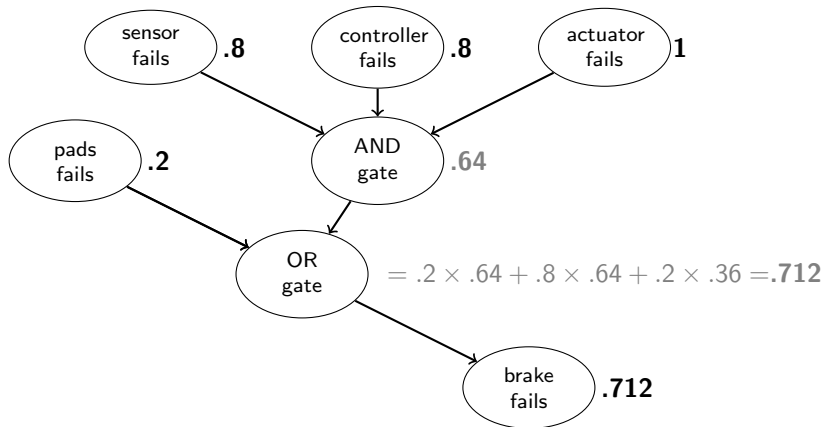 sensor
fails
.8
controller
fails
.8
actuator
fails
1
pads
fails
.2
AND
gate
.64
OR
gate
= .2 × .64 + .8 × .64 + .2 × .36 =.712
brake
fails
.712